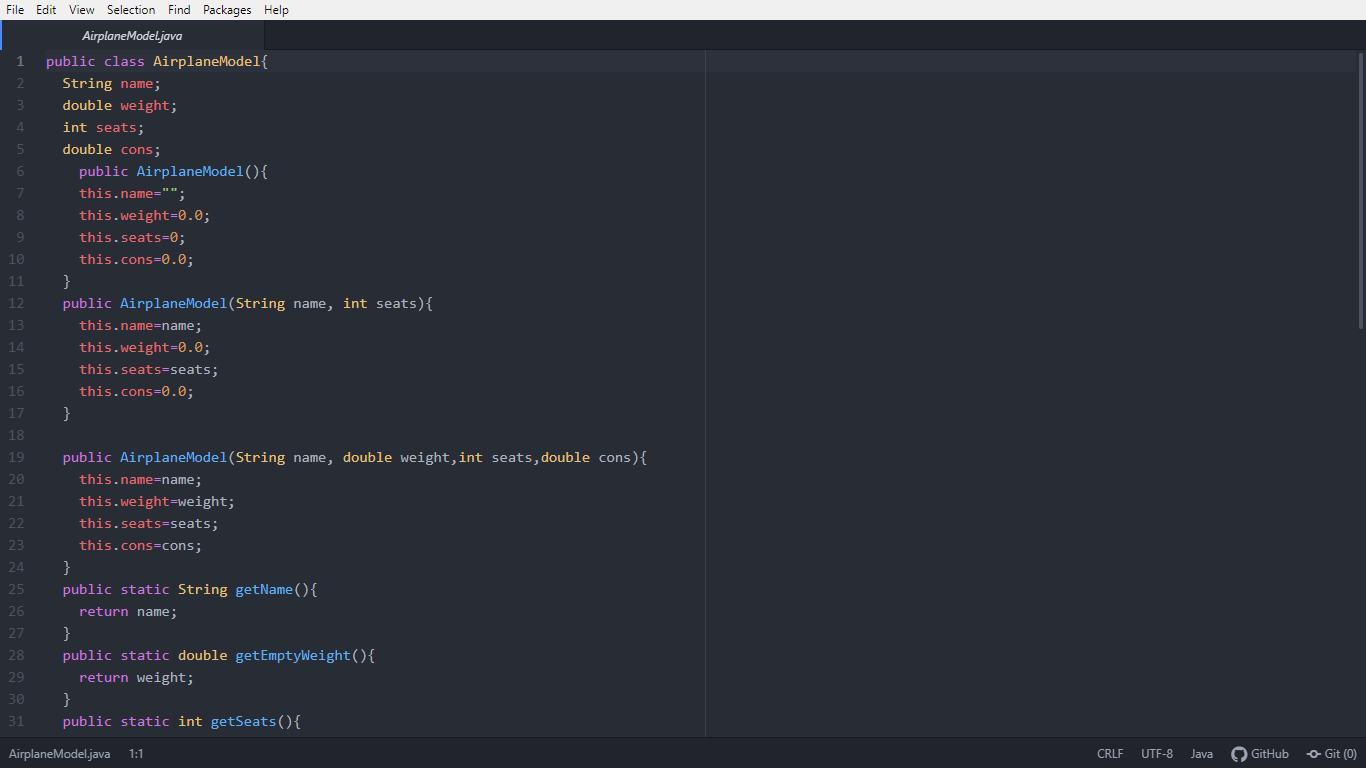 File Edit View Selection Find Packages Help
AirplaneModel.java
1 public class AirplaneModel{
2   String name;
3   double weight;
4   int seats;
5   double cons;
6     public AirplaneModel(){
7     this.name="";
8     this.weight=0.0;
9     this.seats=0;
10     this.cons=0.0;
11   }
12   public AirplaneModel(String name, int seats){
13     this.name=name;
14     this.weight=0.0;
15     this.seats=seats;
16     this.cons=0.0;
17   }
18
19   public AirplaneModel(String name, double weight,int seats,double cons){
20     this.name=name;
21     this.weight=weight;
22     this.seats=seats;
23     this.cons=cons;
24   }
25   public static String getName(){
26     return name;
27   }
28   public static double getEmptyWeight(){
29     return weight;
30   }
31   public static int getSeats(){
AirplaneModel.java 1:1 CRLF UTF-8 Java GitHub Git (0)